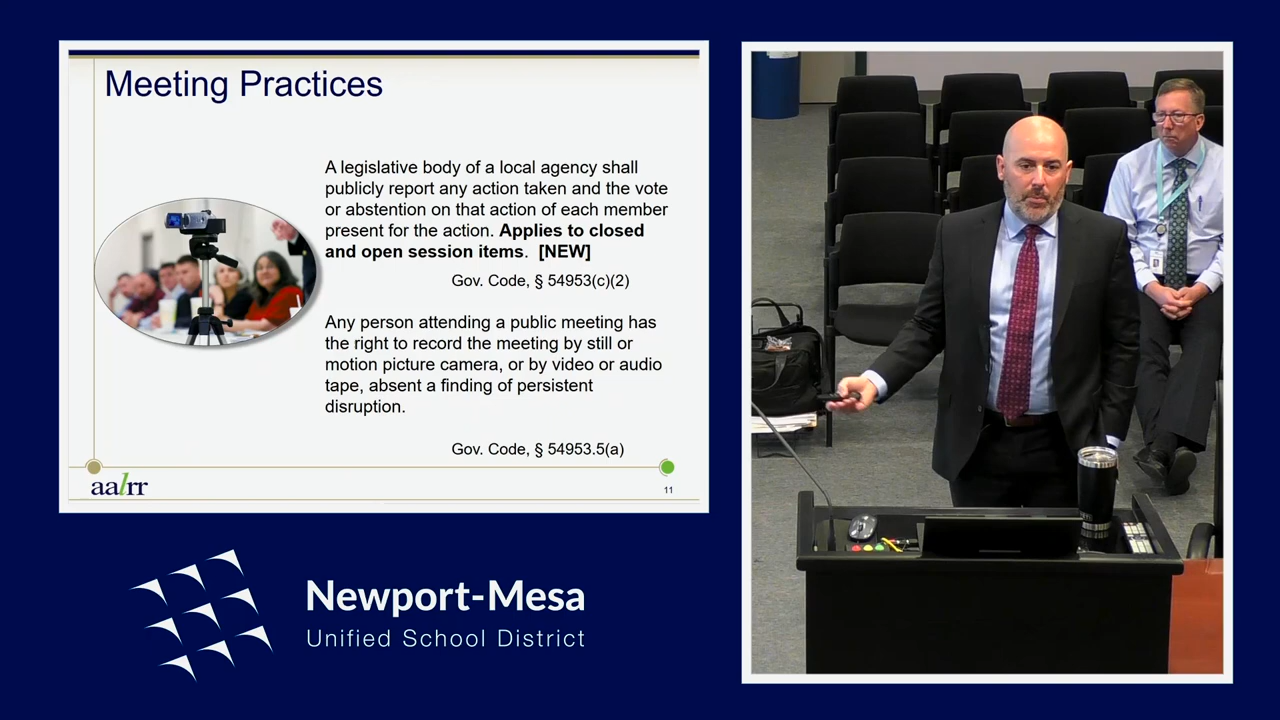 Meeting Practices
A legislative body of a local agency shall
publicly report any action taken and the vote
or abstention on that action of each member
present for the action. Applies to closed
and open session items. [NEW]
Gov. Code, § 54953(c)(2)
Any person attending a public meeting has
the right to record the meeting by still or
motion picture camera, or by video or audio
tape, absent a finding of persistent
disruption.
Gov. Code, § 54953.5(a)
aalrr
11
Newport-Mesa
Unified School District